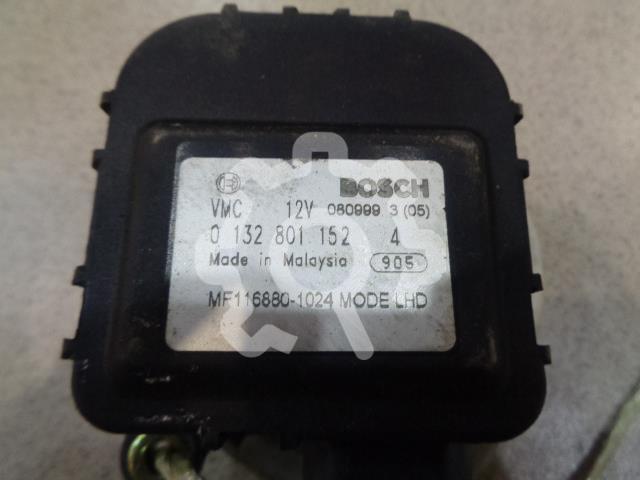 BOSCH
VMC 12V 080999 3 (05)
0 132 801 152 4
Made in Malaysia 905
MF116880-1024 MODE LHD